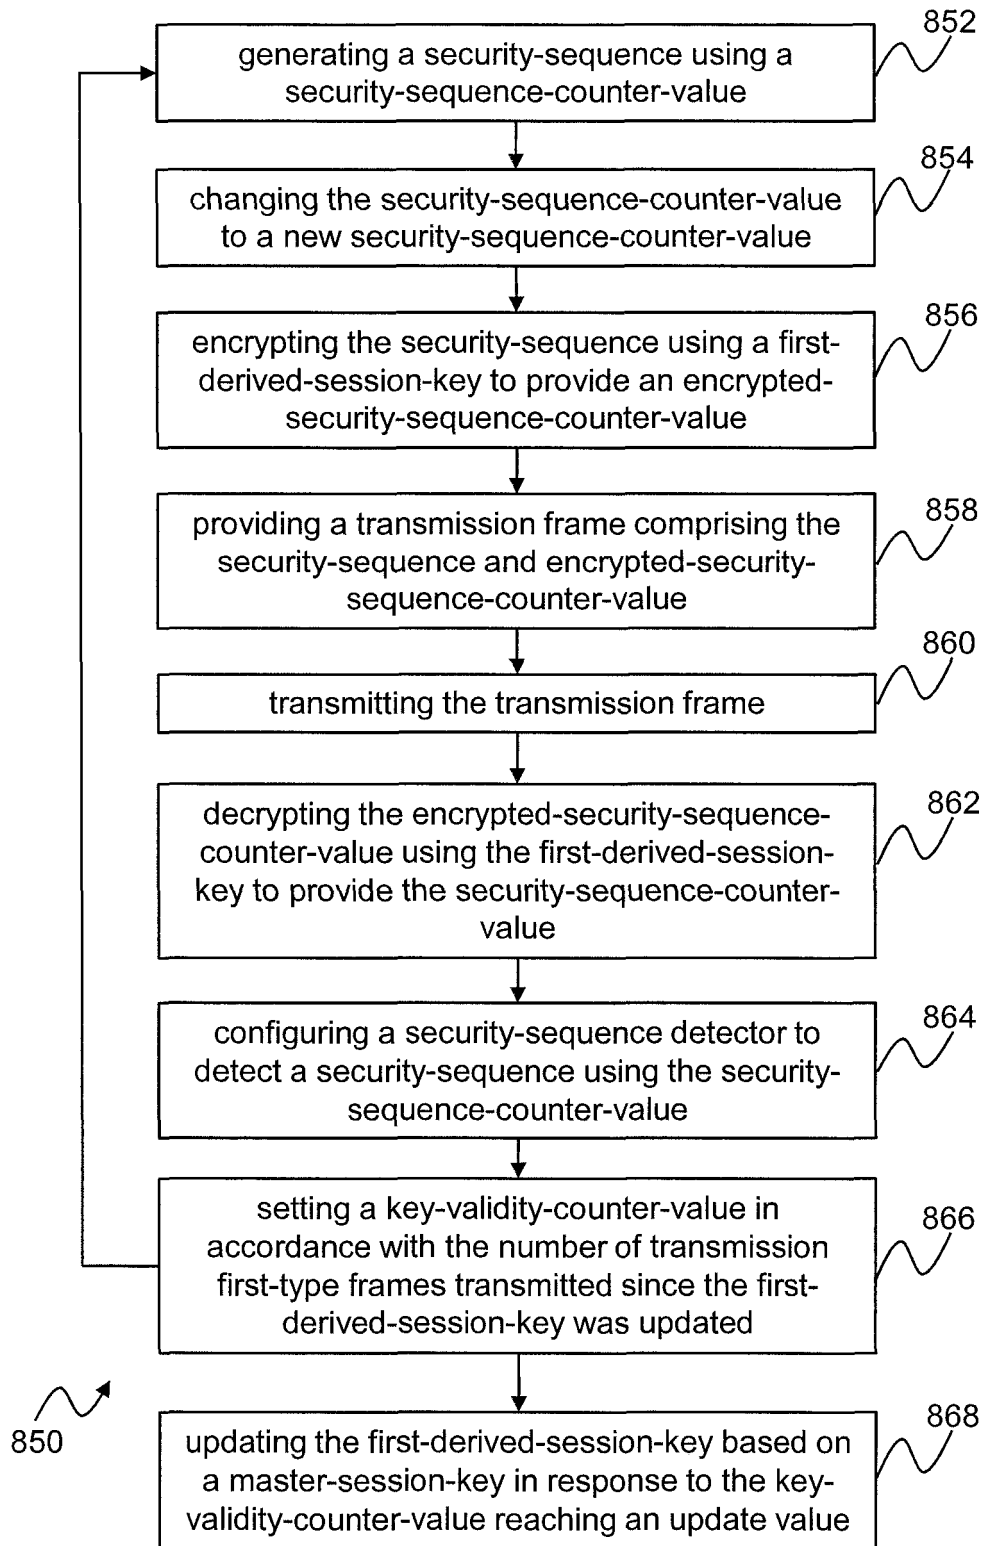 852
generating a security-sequence using a
security-sequence-counter-value
854
changing the security-sequence-counter-value
to a new security-sequence-counter-value
856
encrypting the security-sequence using a first-
derived-session-key to provide an encrypted-
security-sequence-counter-value
858
providing a transmission frame comprising the
security-sequence and encrypted-security-
sequence-counter-value
860
transmitting the transmission frame
862
decrypting the encrypted-security-sequence-
counter-value using the first-derived-session-
key to provide the security-sequence-counter-
value
864
configuring a security-sequence detector to
detect a security-sequence using the security-
sequence-counter-value
866
setting a key-validity-counter-value in
accordance with the number of transmission
first-type frames transmitted since the first-
derived-session-key was updated
850
868
updating the first-derived-session-key based on
a master-session-key in response to the key-
validity-counter-value reaching an update value